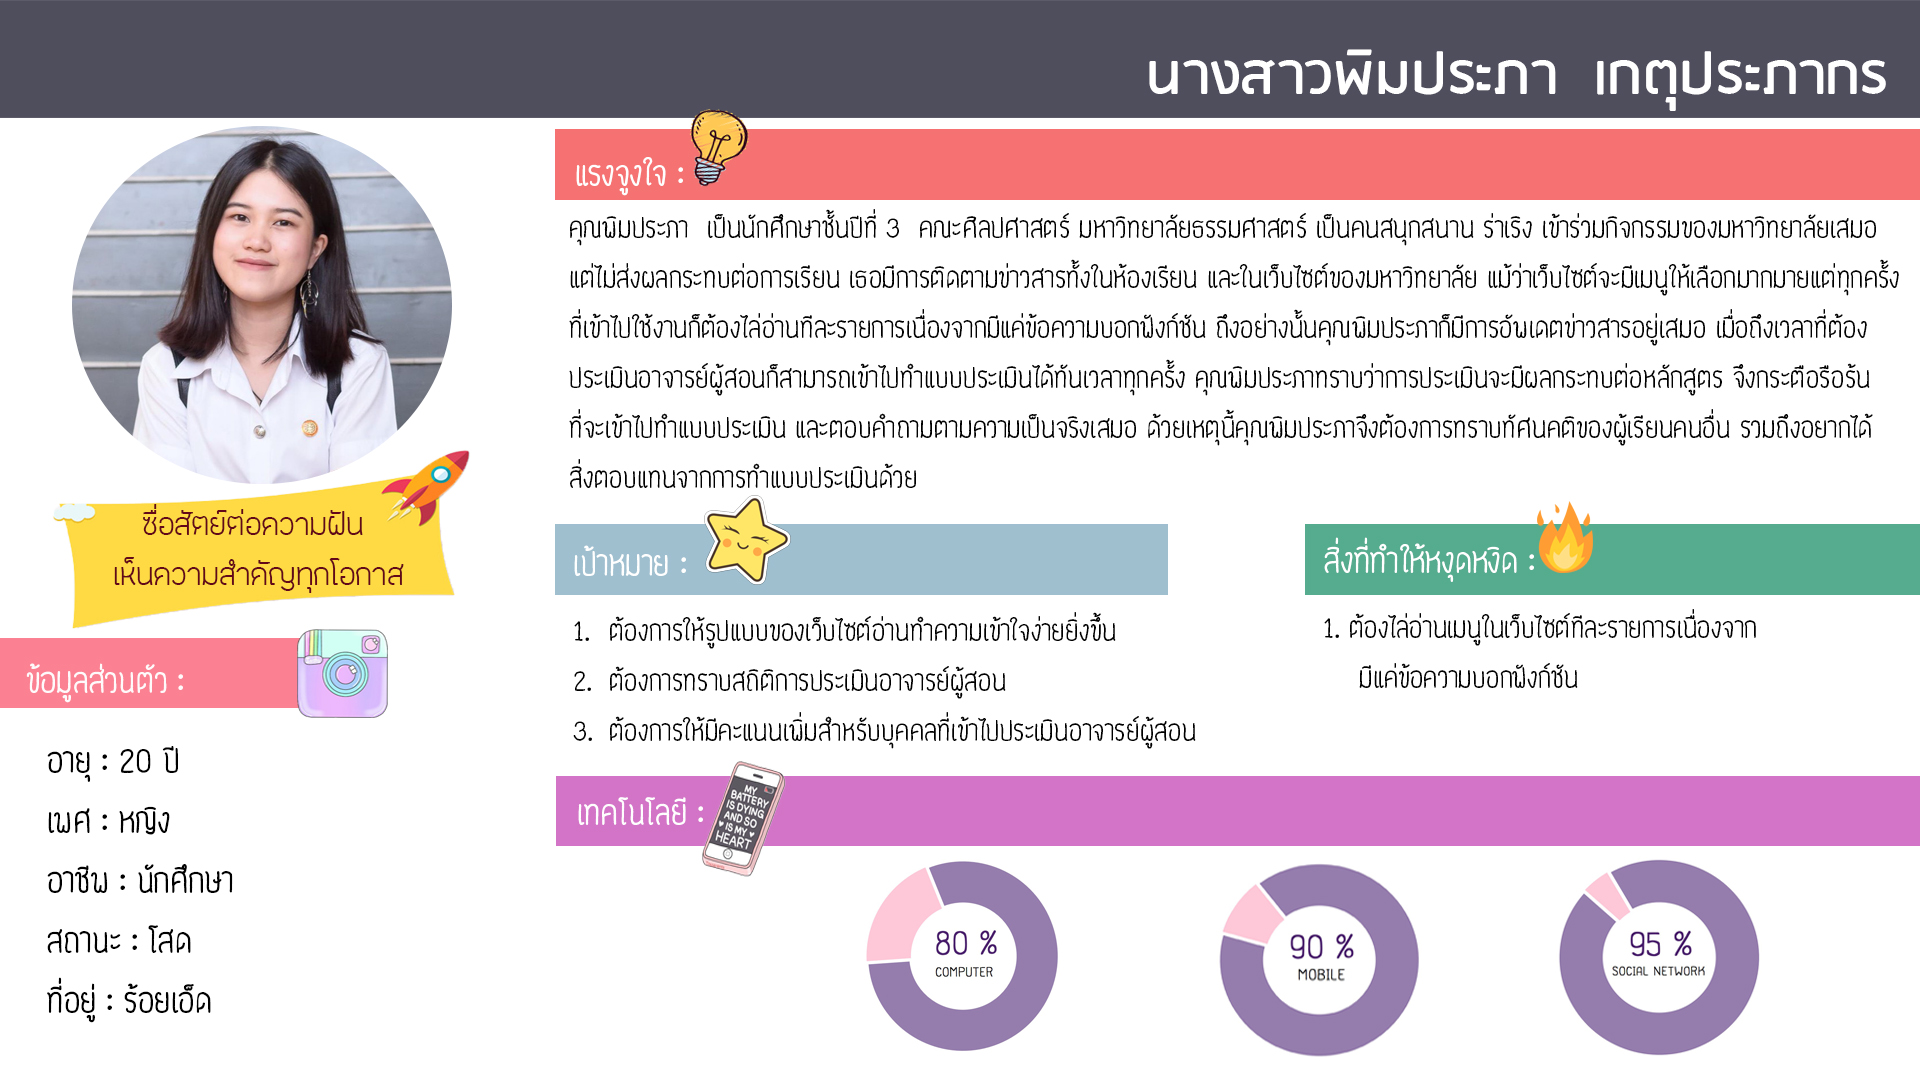 นางสาวพิมประภา เกตุประภากร
แรงจูงใจ :
คุณพิมประภา เป็นนักศึกษาชั้นปีที่ 3 คณะศิลปศาสตร์ มหาวิทยาลัยธรรมศาสตร์ เป็นคนสนุกสนาน ร่าเริง เข้าร่วมกิจกรรมของมหาวิทยาลัยเสมอ
แต่ไม่ส่งผลกระทบต่อการเรียน เธอมีการติดตามข่าวสารทั้งในห้องเรียน และในเว็บไซต์ของมหาวิทยาลัย แม้ว่าเว็บไซต์จะมีเมนูให้เลือกมากมายแต่ทุกครั้ง
ที่เข้าไปใช้งานก็ต้องไล่อ่านทีละรายการเนื่องจากมีแค่ข้อความบอกฟังก์ชัน ถึงอย่างนั้นคุณพิมประภาก็มีการอัพเดตข่าวสารอยู่เสมอ เมื่อถึงเวลาที่ต้อง
ประเมินอาจารย์ผู้สอนก็สามารถเข้าไปทำแบบประเมินได้ทันเวลาทุกครั้ง คุณพิมประภาทราบว่าการประเมินจะมีผลกระทบต่อหลักสูตร จึงกระตือรือร้น
ที่จะเข้าไปทำแบบประเมิน และตอบคำถามตามความเป็นจริงเสมอ ด้วยเหตุนี้คุณพิมประภาจึงต้องการทราบทัศนคติของผู้เรียนคนอื่น รวมถึงอยากได้
สิ่งตอบแทนจากการทำแบบประเมินด้วย
ซื่อสัตย์ต่อความฝัน
เห็นความสำคัญทุกโอกาส
ข้อมูลส่วนตัว :
อายุ : 20 ปี
เพศ : หญิง
อาชีพ : นักศึกษา
สถานะ : โสด
ที่อยู่ : ร้อยเอ็ด
เป้าหมาย :
1. ต้องการให้รูปแบบของเว็บไซต์อ่านทำความเข้าใจง่ายยิ่งขึ้น
2. ต้องการทราบสถิติการประเมินอาจารย์ผู้สอน
3. ต้องการให้มีคะแนนเพิ่มสำหรับบุคคลที่เข้าไปประเมินอาจารย์ผู้สอน
สิ่งที่ทำให้หงุดหงิด :
1. ต้องไล่อ่านเมนูในเว็บไซต์ทีละรายการเนื่องจาก
มีแค่ข้อความบอกฟังก์ชัน
เทคโนโลยี :
MY
BATTERY
IS DYING
AND SO
IS MY
HEART
80 %
COMPUTER
90 %
MOBILE
95 %
SOCIAL NETWORK